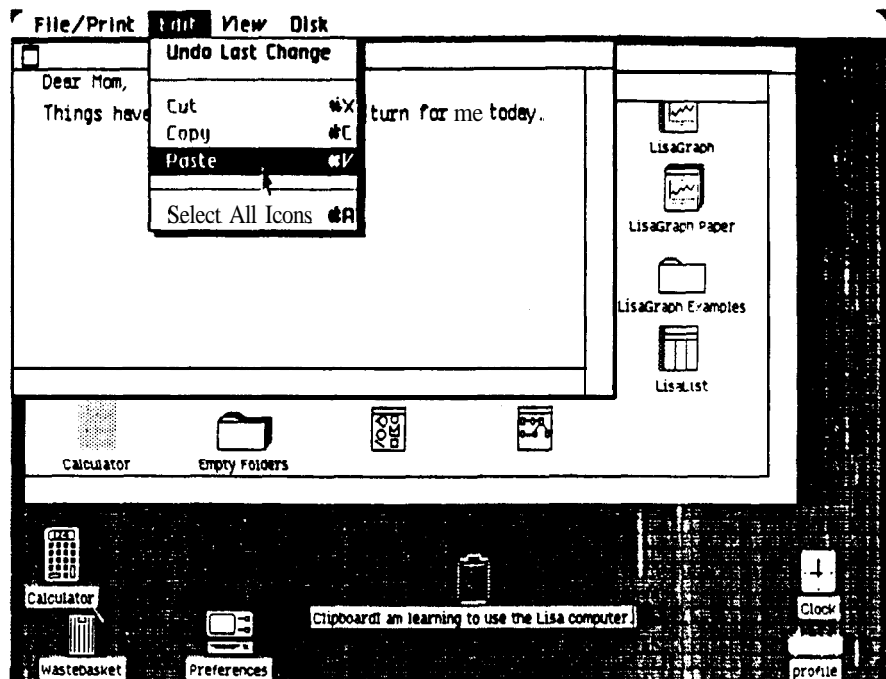 File/Print Edit View Disk
Undo Last Change
Dear Mom,
Things have turn for me today.
Cut ⌘X
Copy ⌘C
Paste ⌘V
Select All Icons ⌘A
LisaGraph
LisaGraph Paper
LisaGraph Examples
LisaList
Calculator
Empty Folders
Calculator
ClipboardI am learning to use the Lisa computer.
Clock
Wastebasket
Preferences
profile